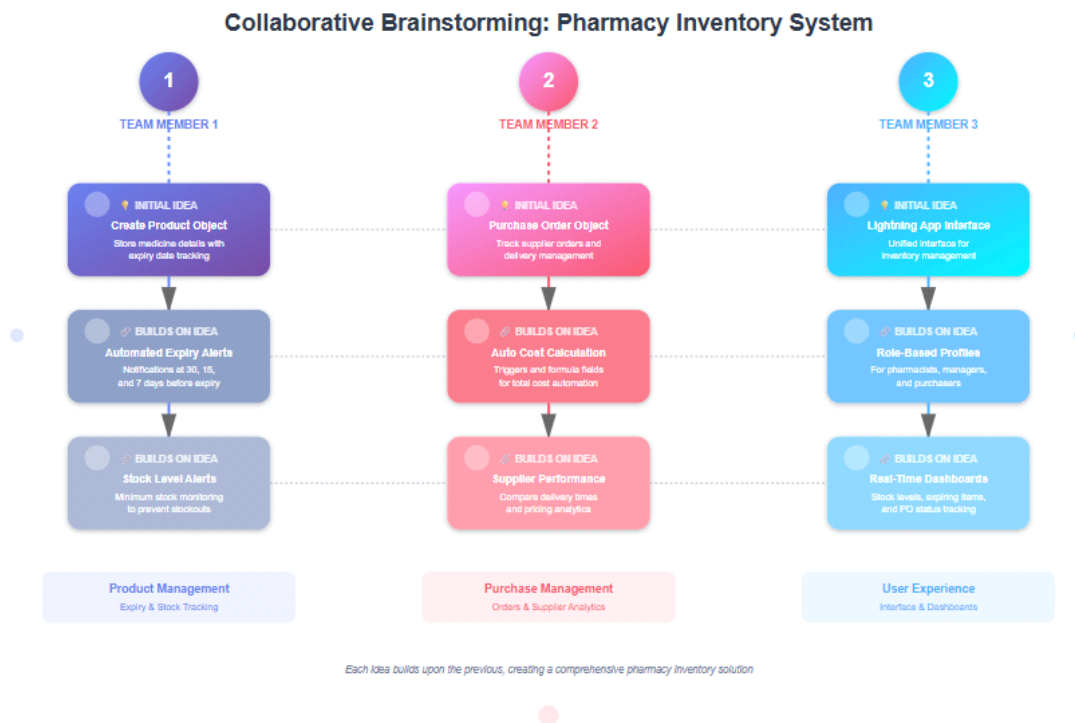 Collaborative Brainstorming: Pharmacy Inventory System
1
TEAM MEMBER 1
INITIAL IDEA
Create Product Object
Store medicine details with
expiry date tracking
BUILDS ON IDEA
Automated Expiry Alerts
Notifications at 30, 15,
and 7 days before expiry
BUILDS ON IDEA
Stock Level Alerts
Minimum stock monitoring
to prevent stockouts
Product Management
Expiry & Stock Tracking
2
TEAM MEMBER 2
INITIAL IDEA
Purchase Order Object
Track supplier orders and
delivery management
BUILDS ON IDEA
Auto Cost Calculation
Triggers and formula fields
for total cost automation
BUILDS ON IDEA
Supplier Performance
Compare delivery times
and pricing analytics
Purchase Management
Orders & Supplier Analytics
3
TEAM MEMBER 3
INITIAL IDEA
Lightning App Interface
Unified interface for
inventory management
BUILDS ON IDEA
Role-Based Profiles
For pharmacists, managers,
and purchasers
BUILDS ON IDEA
Real-Time Dashboards
Stock levels, expiring items,
and PO status tracking
User Experience
Interface & Dashboards
Each idea builds upon the previous, creating a comprehensive pharmacy inventory solution